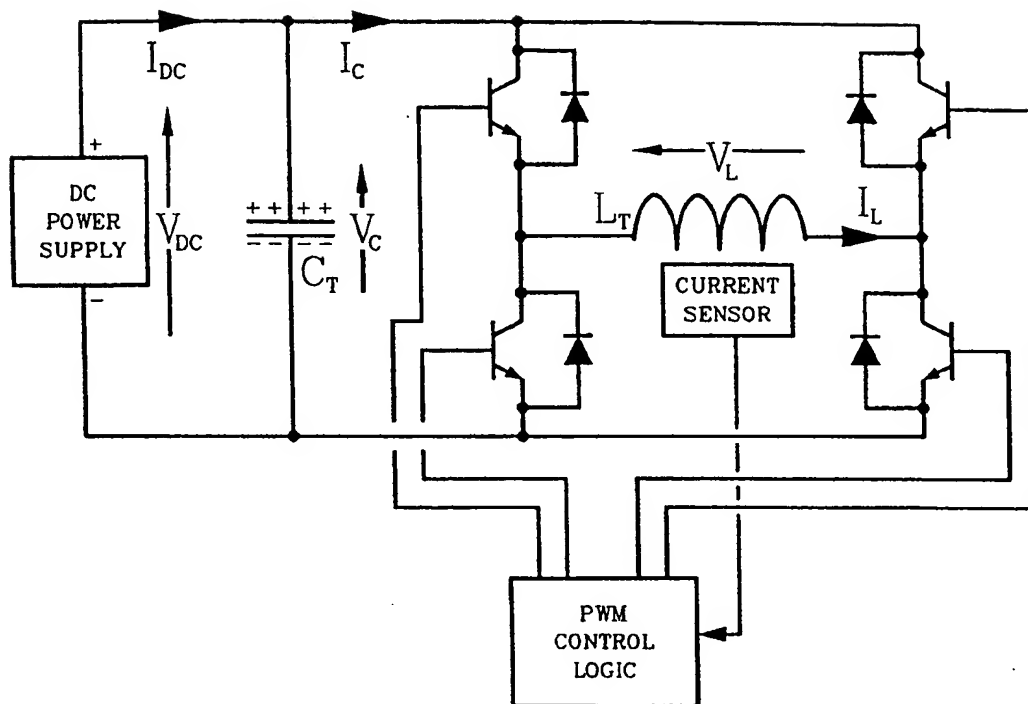 I_DC
I_C
+
DC
POWER
SUPPLY
-
V_DC
+ + + +
- - - -
C_T
V_C
V_L
L_T
I_L
CURRENT
SENSOR
PWM
CONTROL
LOGIC